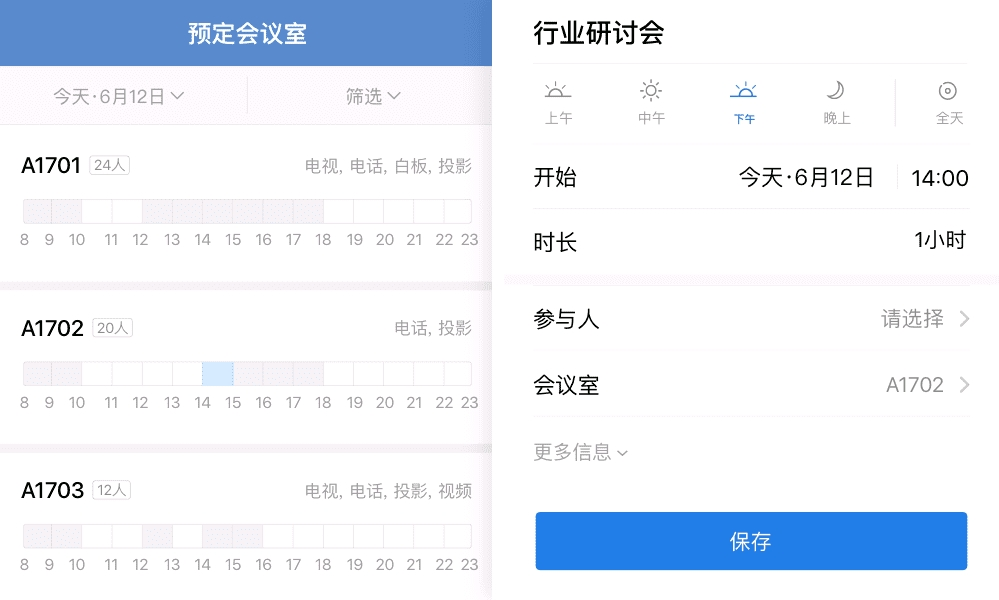 预定会议室
今天·6月12日 筛选
A1701 24人 电视, 电话, 白板, 投影
8 9 10 11 12 13 14 15 16 17 18 19 20 21 22 23
A1702 20人 电话, 投影
8 9 10 11 12 13 14 15 16 17 18 19 20 21 22 23
A1703 12人 电视, 电话, 投影, 视频
8 9 10 11 12 13 14 15 16 17 18 19 20 21 22 23
行业研讨会
上午 中午 下午 晚上 全天
开始 今天·6月12日 14:00
时长 1小时
参与人 请选择
会议室 A1702
更多信息
保存